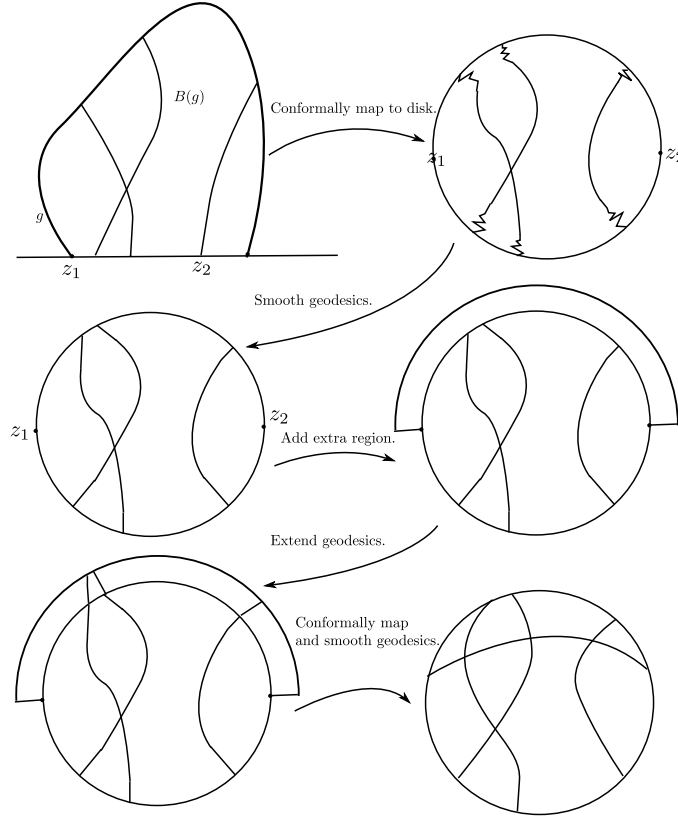 B(g)
g
z₁
z₂
Conformally map to disk.
z₁
z
Smooth geodesics.
z₁
z₂
Add extra region.
Extend geodesics.
Conformally map
and smooth geodesics.